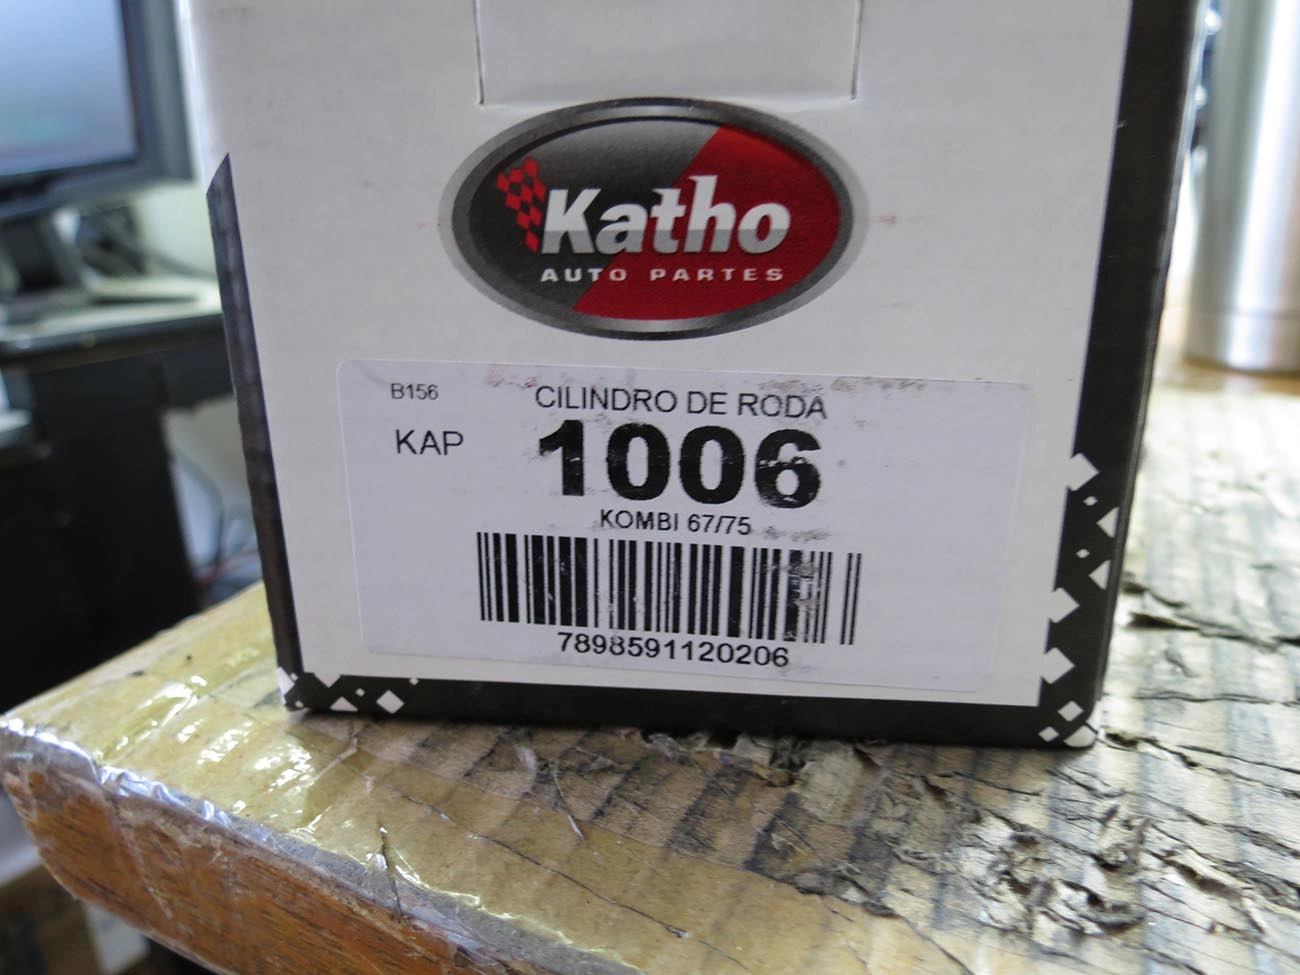 Katho
AUTO PARTES
B156
CILINDRO DE RODA
KAP
1006
KOMBI 67/75
7898591120206